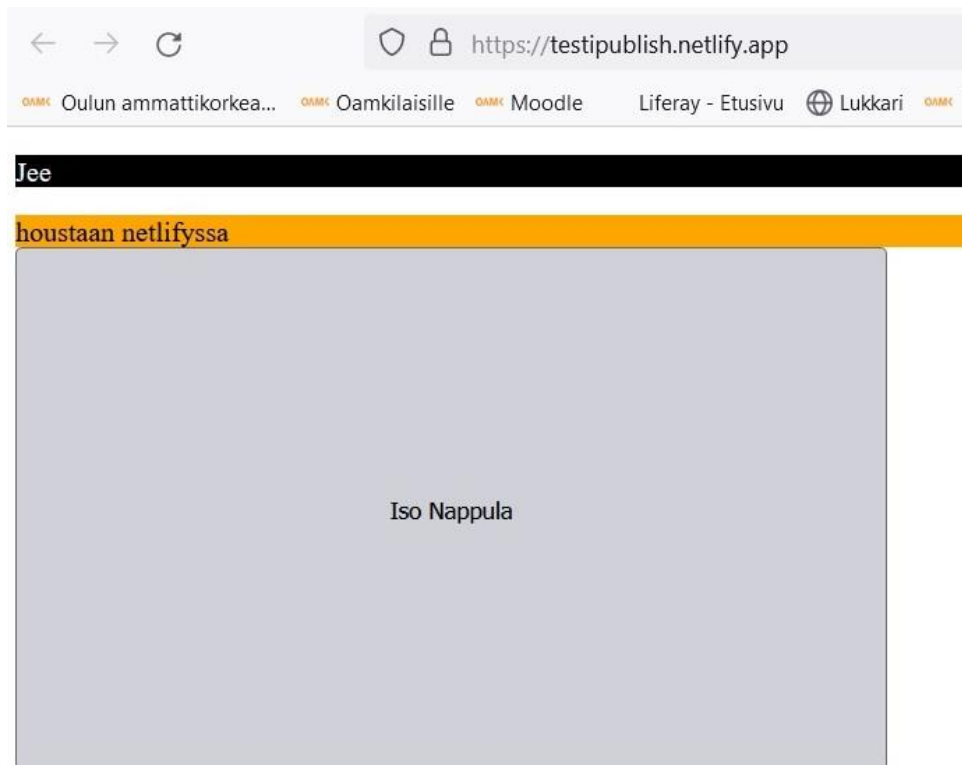 https://testipublish.netlify.app
OAMK Oulun ammattikorkea... OAMK Oamkilaisille OAMK Moodle Liferay - Etusivu Lukkari OAMK
Jee
houstaan netlifyssa
Iso Nappula